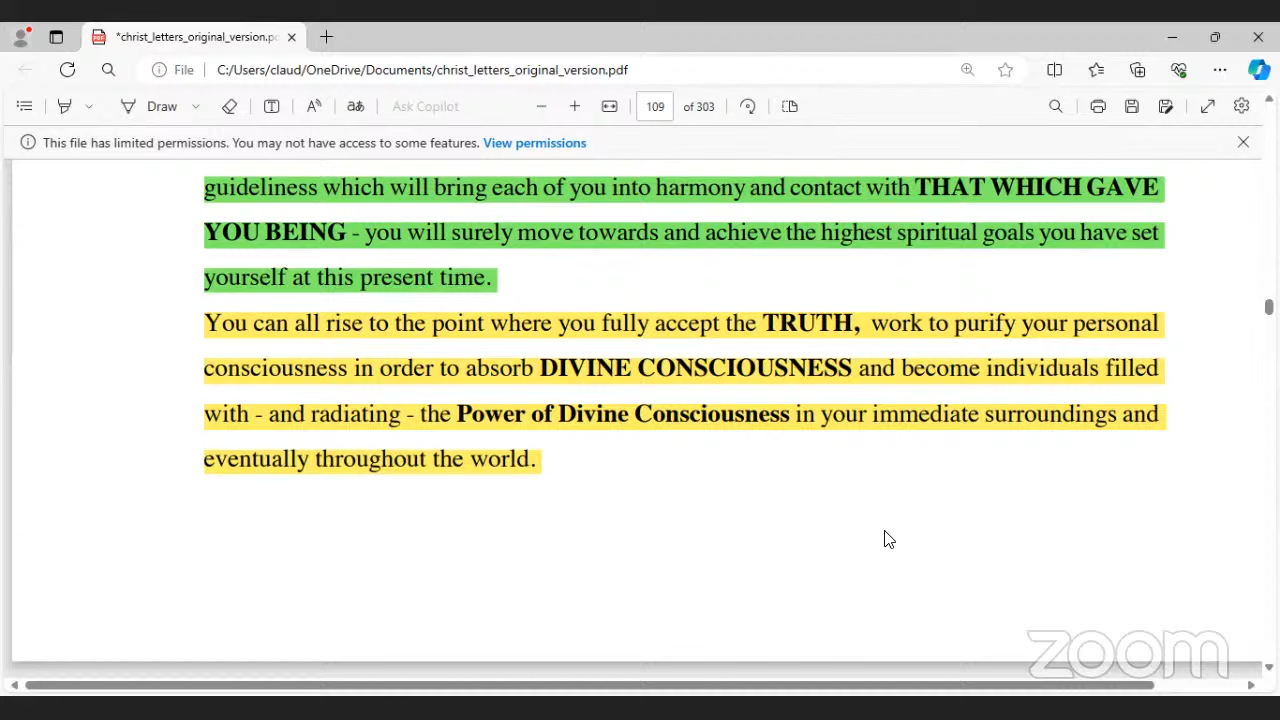 *christ_letters_original_version.p
File C:/Users/claud/OneDrive/Documents/christ_letters_original_version.pdf
Draw Ask Copilot 109 of 303
This file has limited permissions. You may not have access to some features. View permissions
guideliness which will bring each of you into harmony and contact with THAT WHICH GAVE
YOU BEING - you will surely move towards and achieve the highest spiritual goals you have set
yourself at this present time.
You can all rise to the point where you fully accept the TRUTH, work to purify your personal
consciousness in order to absorb DIVINE CONSCIOUSNESS and become individuals filled
with - and radiating - the Power of Divine Consciousness in your immediate surroundings and
eventually throughout the world.
zoom